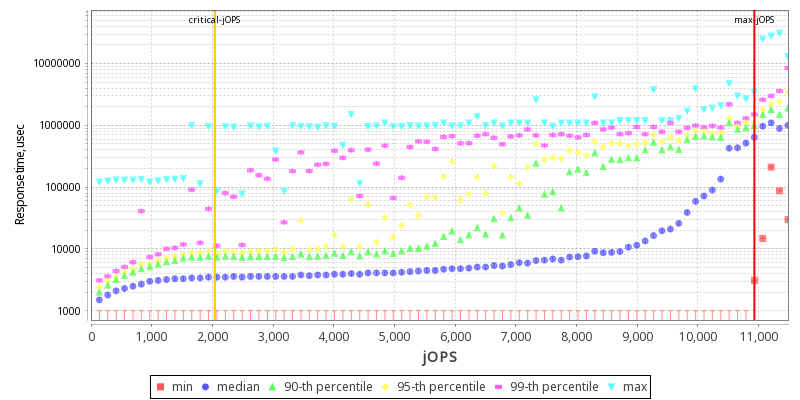 critical-jOPS
max-jOPS
Response time, usec
10000000
1000000
100000
10000
1000
0
1,000
2,000
3,000
4,000
5,000
6,000
7,000
8,000
9,000
10,000
11,000
jOPS
min
median
90-th percentile
95-th percentile
99-th percentile
max